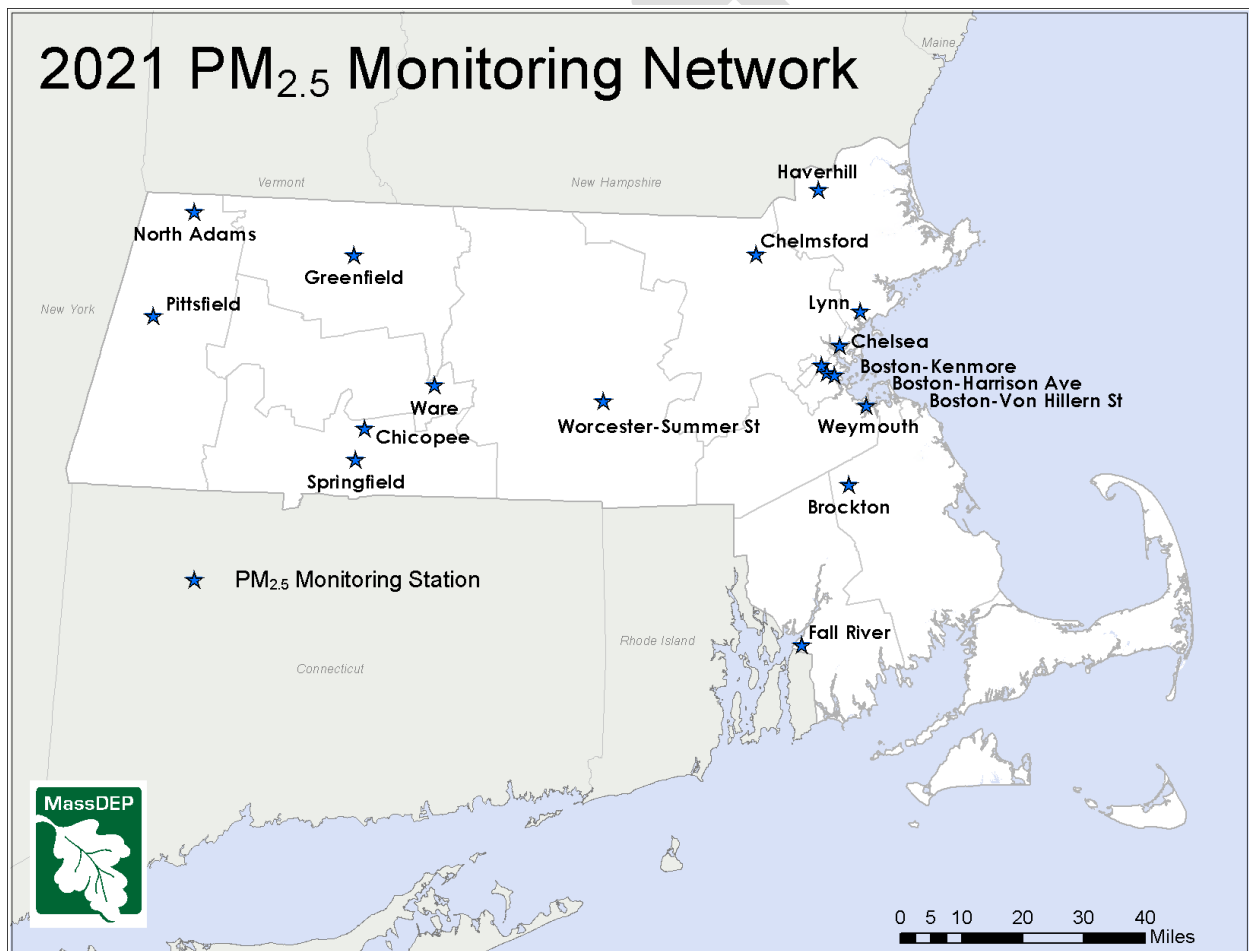 2021 PM2.5 Monitoring Network
Maine
Haverhill
Vermont
New Hampshire
North Adams
Chelmsford
Greenfield
New York
Pittsfield
Lynn
Chelsea
Boston-Kenmore
Boston-Harrison Ave
Boston-Von Hillern St
Ware
Worcester-Summer St
Weymouth
Chicopee
Springfield
Brockton
PM2.5 Monitoring Station
Fall River
Rhode Island
Connecticut
MassDEP
0 5 10 20 30 40
Miles